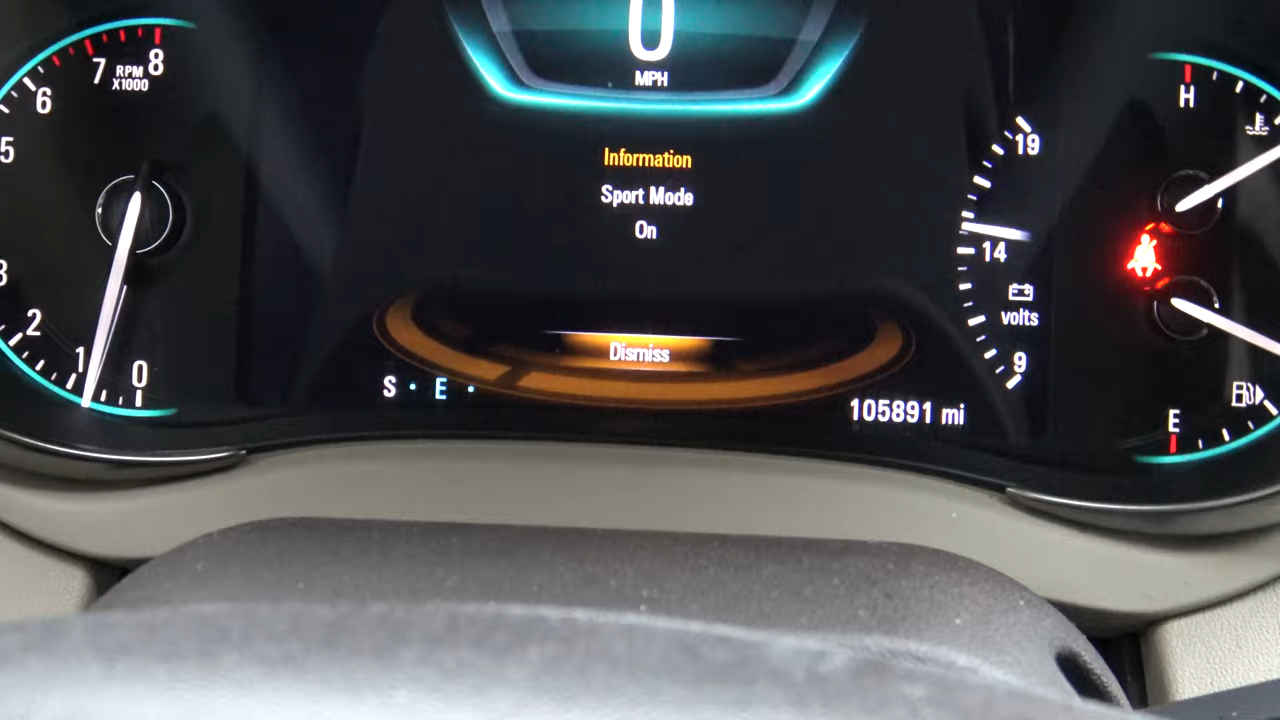 0
MPH
Information
Sport Mode
On
Dismiss
S · E ·
105891 mi
8
7
RPM
X1000
6
5
3
2
1
0
19
14
volts
9
H
E